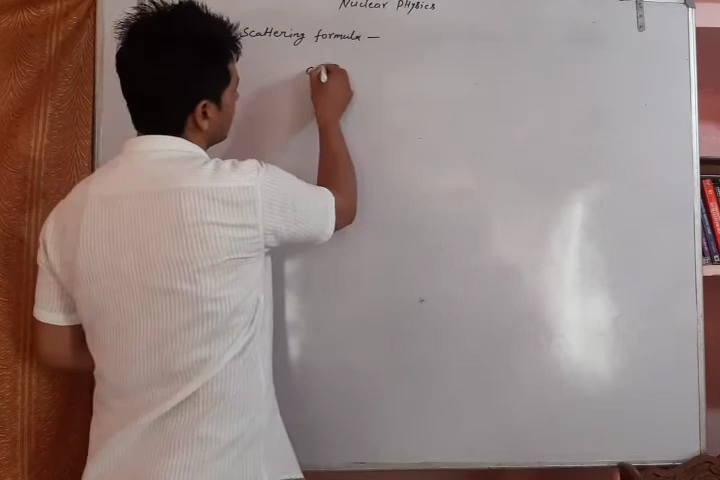 Nuclear Physics
Scattering formula —